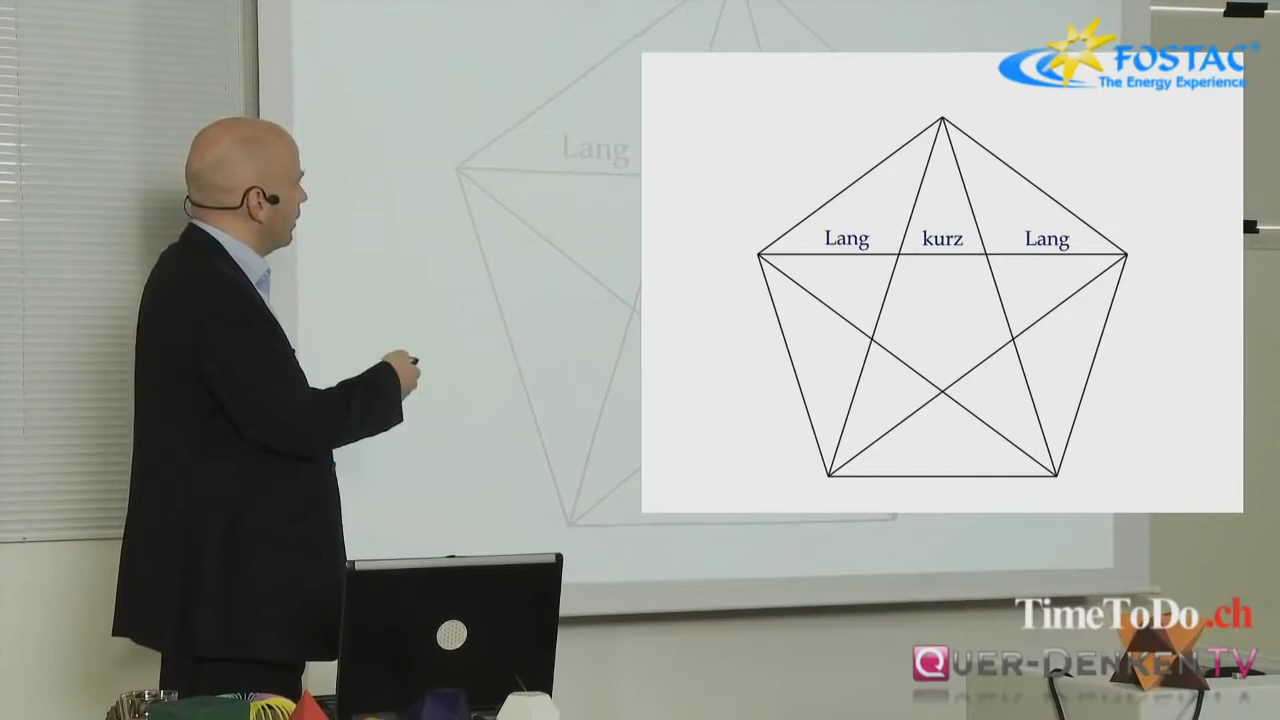 FOSTAC®
The Energy Experience
Lang
Lang kurz Lang
TimeToDo.ch
QUER-DENKEN TV